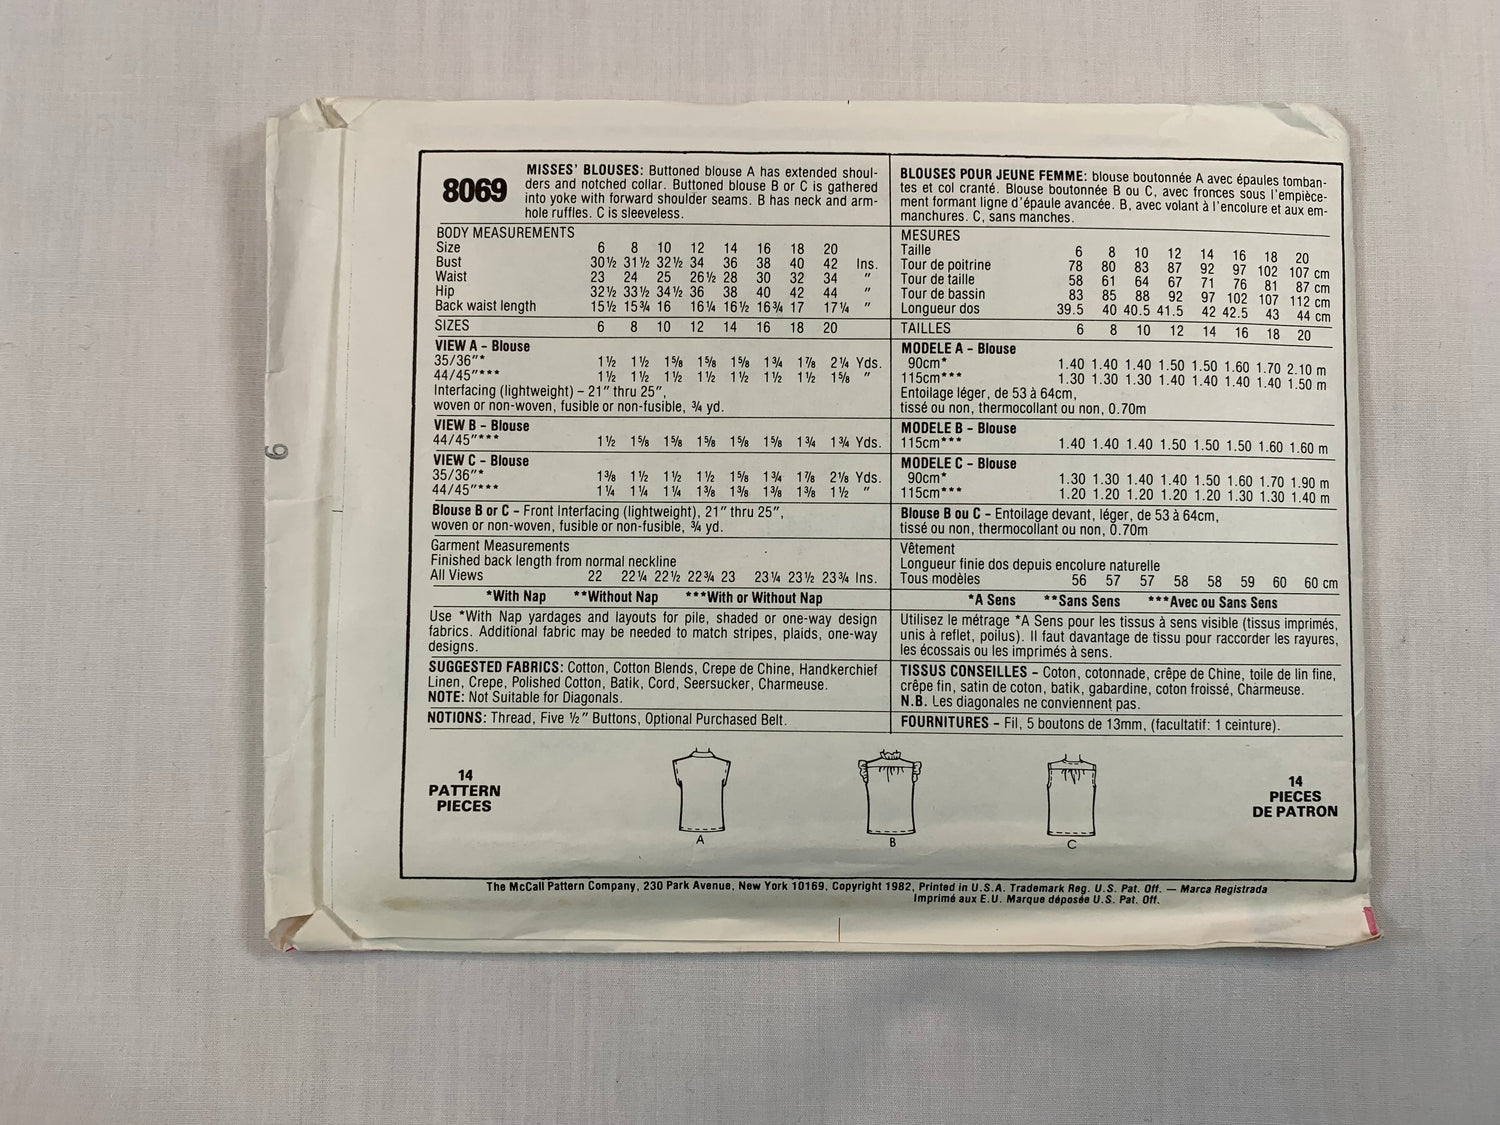 8069
MISSES' BLOUSES: Buttoned blouse A has extended shoul-
ders and notched collar. Buttoned blouse B or C is gathered
into yoke with forward shoulder seams. B has neck and arm-
hole ruffles. C is sleeveless.
BODY MEASUREMENTS
Size 6 8 10 12 14 16 18 20
Bust 30½ 31½ 32½ 34 36 38 40 42 Ins.
Waist 23 24 25 26½ 28 30 32 34 "
Hip 32½ 33½ 34½ 36 38 40 42 44 "
Back waist length 15½ 15¾ 16 16¼ 16½ 16¾ 17 17¼ "
SIZES 6 8 10 12 14 16 18 20
VIEW A – Blouse
35/36"* 1½ 1½ 1⅝ 1⅝ 1⅝ 1¾ 1⅞ 2¼ Yds.
44/45"*** 1½ 1½ 1½ 1½ 1½ 1½ 1½ 1⅝ "
Interfacing (lightweight) – 21" thru 25",
woven or non-woven, fusible or non-fusible, ¾ yd.
VIEW B – Blouse
44/45"*** 1½ 1⅝ 1⅝ 1⅝ 1⅝ 1⅝ 1¾ 1¾ Yds.
VIEW C – Blouse
35/36"* 1⅜ 1½ 1½ 1½ 1⅝ 1¾ 1⅞ 2⅛ Yds.
44/45"*** 1¼ 1¼ 1¼ 1⅜ 1⅜ 1⅜ 1⅜ 1½ "
Blouse B or C – Front Interfacing (lightweight), 21" thru 25",
woven or non-woven, fusible or non-fusible, ¾ yd.
Garment Measurements
Finished back length from normal neckline
All Views 22 22¼ 22½ 22¾ 23 23¼ 23½ 23¾ Ins.
*With Nap **Without Nap ***With or Without Nap
Use *With Nap yardages and layouts for pile, shaded or one-way design
fabrics. Additional fabric may be needed to match stripes, plaids, one-way
designs.
SUGGESTED FABRICS: Cotton, Cotton Blends, Crepe de Chine, Handkerchief
Linen, Crepe, Polished Cotton, Batik, Cord, Seersucker, Charmeuse.
NOTE: Not Suitable for Diagonals.
NOTIONS: Thread, Five ½" Buttons, Optional Purchased Belt.
BLOUSES POUR JEUNE FEMME: blouse boutonnée A avec épaules tomban-
tes et col cranté. Blouse boutonnée B ou C, avec fronces sous l'empièce-
ment formant ligne d'épaule avancée. B, avec volant à l'encolure et aux em-
manchures. C, sans manches.
MESURES
Taille 6 8 10 12 14 16 18 20
Tour de poitrine 78 80 83 87 92 97 102 107 cm
Tour de taille 58 61 64 67 71 76 81 87 cm
Tour de bassin 83 85 88 92 97 102 107 112 cm
Longueur dos 39.5 40 40.5 41.5 42 42.5 43 44 cm
TAILLES 6 8 10 12 14 16 18 20
MODELE A – Blouse
90cm* 1.40 1.40 1.40 1.50 1.50 1.60 1.70 2.10 m
115cm*** 1.30 1.30 1.30 1.40 1.40 1.40 1.40 1.50 m
Entoilage léger, de 53 à 64cm,
tissé ou non, thermocollant ou non, 0.70m
MODELE B – Blouse
115cm*** 1.40 1.40 1.40 1.50 1.50 1.50 1.60 1.60 m
MODELE C – Blouse
90cm* 1.30 1.30 1.40 1.40 1.50 1.60 1.70 1.90 m
115cm*** 1.20 1.20 1.20 1.20 1.20 1.30 1.30 1.40 m
Blouse B ou C – Entoilage devant, léger, de 53 à 64cm,
tissé ou non, thermocollant ou non, 0.70m
Vêtement
Longueur finie dos depuis encolure naturelle
Tous modèles 56 57 57 58 58 59 60 60 cm
*A Sens **Sans Sens ***Avec ou Sans Sens
Utilisez le métrage *A Sens pour les tissus à sens visible (tissus imprimés,
unis à reflet, poilus). Il faut davantage de tissu pour raccorder les rayures,
les écossais ou les imprimés à sens.
TISSUS CONSEILLES – Coton, cotonnade, crêpe de Chine, toile de lin fine,
crêpe fin, satin de coton, batik, gabardine, coton froissé, Charmeuse.
N.B. Les diagonales ne conviennent pas.
FOURNITURES – Fil, 5 boutons de 13mm, (facultatif: 1 ceinture).
14
PATTERN
PIECES
A
B
C
14
PIECES
DE PATRON
The McCall Pattern Company, 230 Park Avenue, New York 10169, Copyright 1982, Printed in U.S.A. Trademark Reg. U.S. Pat. Off. — Marca Registrada
Imprimé aux E.U. Marque déposée U.S. Pat. Off.
6